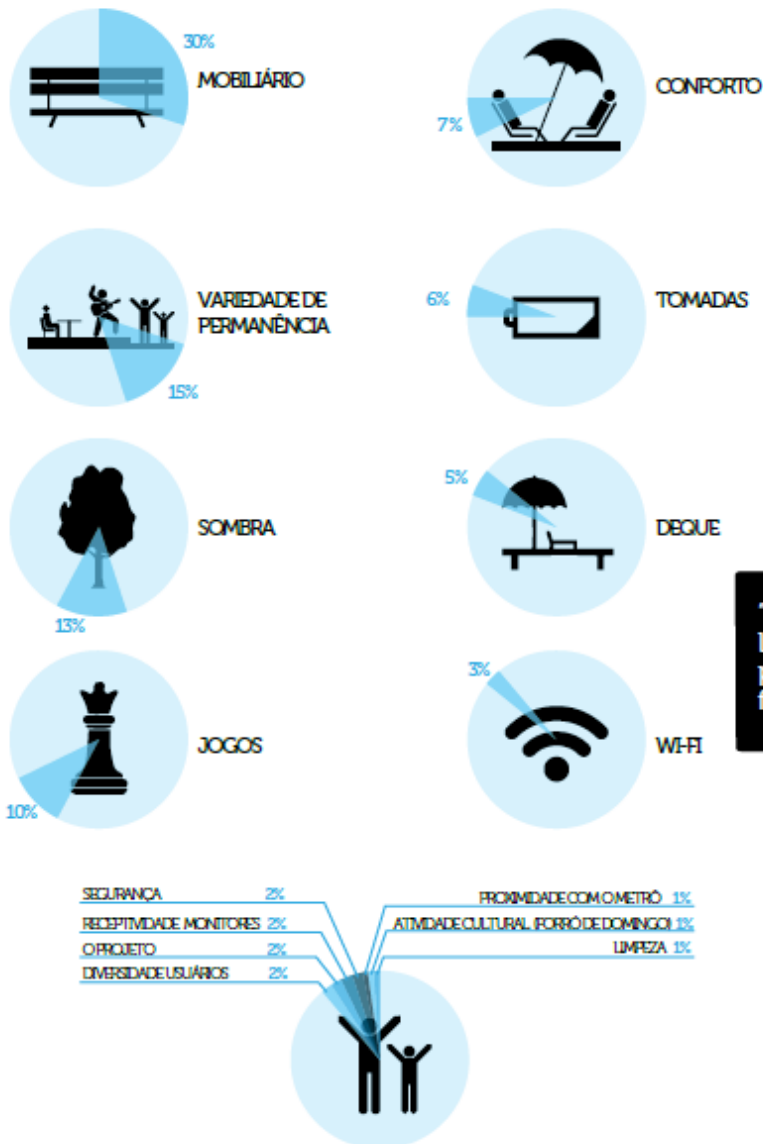 30%
MOBILIÁRIO
7%
CONFORTO
VARIEDADE DE
PERMANÊNCIA
15%
6%
TOMADAS
SOMBRA
13%
5%
DEQUE
JOGOS
10%
3%
WI-FI
SEGURANÇA 2%
RECEPTIVIDADE MONITORES 2%
O PROJETO 2%
DIVERSIDADE USUÁRIOS 2%
PROXIMIDADE COM O METRÔ 1%
ATIVIDADE CULTURAL (FORRÓ DE DOMINGO) 1%
LIMPEZA 1%